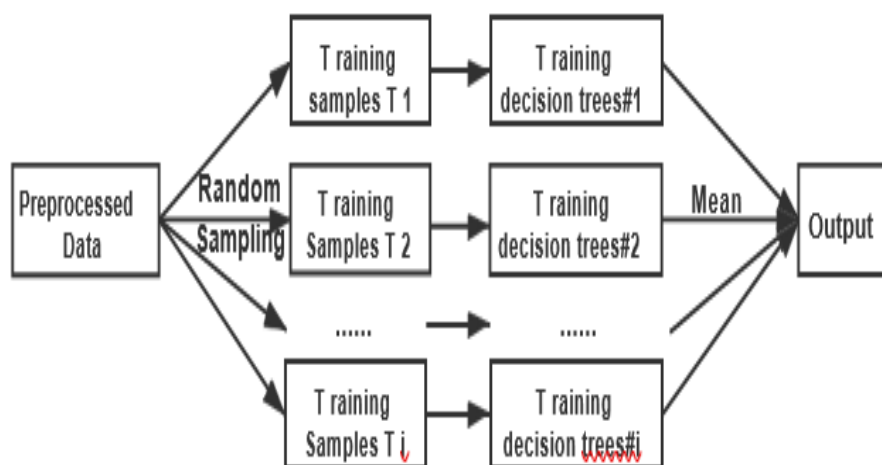 Preprocessed
Data
Random
Sampling
T raining
samples T 1
T raining
decision trees#1
T raining
Samples T 2
T raining
decision trees#2
......
......
T raining
Samples T i
T raining
decision trees#i
Mean
Output